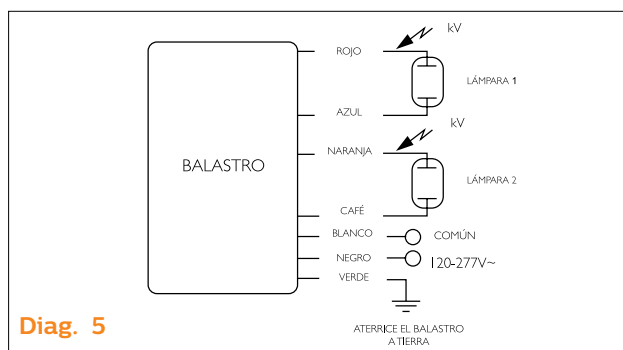 kV
ROJO
LÁMPARA 1
AZUL
kV
NARANJA
BALASTRO
LÁMPARA 2
CAFÉ
BLANCO
COMÚN
NEGRO
120-277V~
VERDE
Diag. 5
ATERRICE EL BALASTRO
A TIERRA